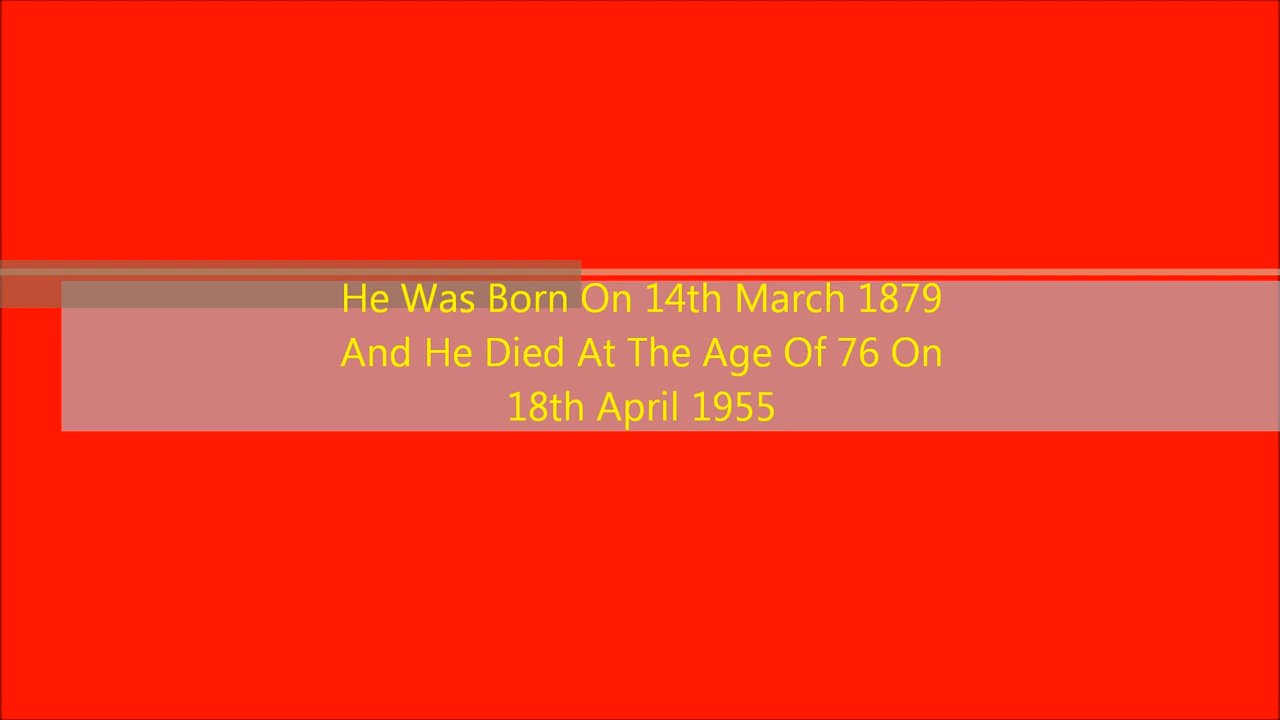 He Was Born On 14th March 1879
And He Died At The Age Of 76 On
18th April 1955